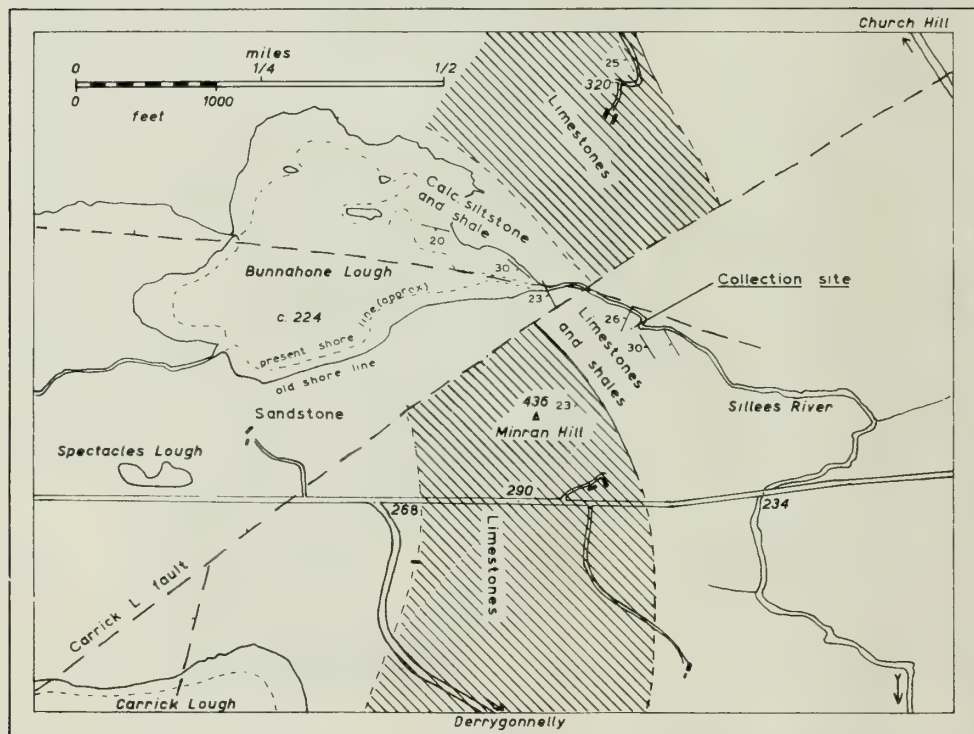 Church Hill
miles
0 1/4 1/2
0 1000
feet
25
320
Limestones
Calc. siltstone
and shale
20
30
Bunnahone Lough
c. 224
present shore line (approx)
old shore line
23
Collection site
26
30
Limestones
and shales
436 23
Minran Hill
Sillees River
Sandstone
Spectacles Lough
290
268
234
Limestones
Carrick L. fault
Carrick Lough
Derrygonnelly